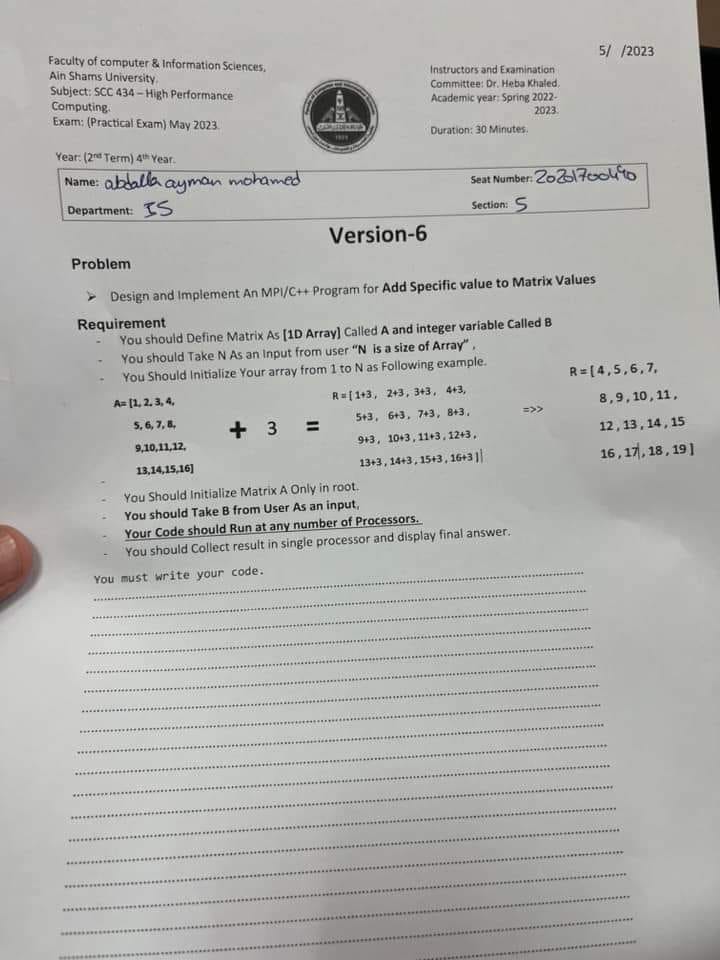 5/ /2023
Faculty of computer & Information Sciences,
Ain Shams University.
Subject: SCC 434 – High Performance
Computing.
Exam: (Practical Exam) May 2023.
Instructors and Examination
Committee: Dr. Heba Khaled.
Academic year: Spring 2022-
2023.
Duration: 30 Minutes.
Year: (2nd Term) 4th Year.
Name: abdalla ayman mohamed
Seat Number:
Department: IS
Section: 5
Version-6
Problem
➢ Design and Implement An MPI/C++ Program for Add Specific value to Matrix Values
Requirement
- You should Define Matrix As [1D Array] Called A and integer variable Called B
- You should Take N As an Input from user "N is a size of Array" ,
- You Should Initialize Your array from 1 to N as Following example.
A= [1, 2, 3, 4,
5, 6, 7, 8,
9,10,11,12,
13,14,15,16]
+ 3 =
R = [ 1+3, 2+3, 3+3, 4+3,
5+3, 6+3, 7+3, 8+3,
9+3, 10+3, 11+3, 12+3,
13+3, 14+3, 15+3, 16+3 ]
=>>
R = [ 4 , 5 , 6 , 7,
8 , 9 , 10 , 11 ,
12 , 13 , 14 , 15
16 , 17 , 18 , 19 ]
-
- You Should Initialize Matrix A Only in root.
- You should Take B from User As an input,
- Your Code should Run at any number of Processors.
- You should Collect result in single processor and display final answer.
You must write your code.